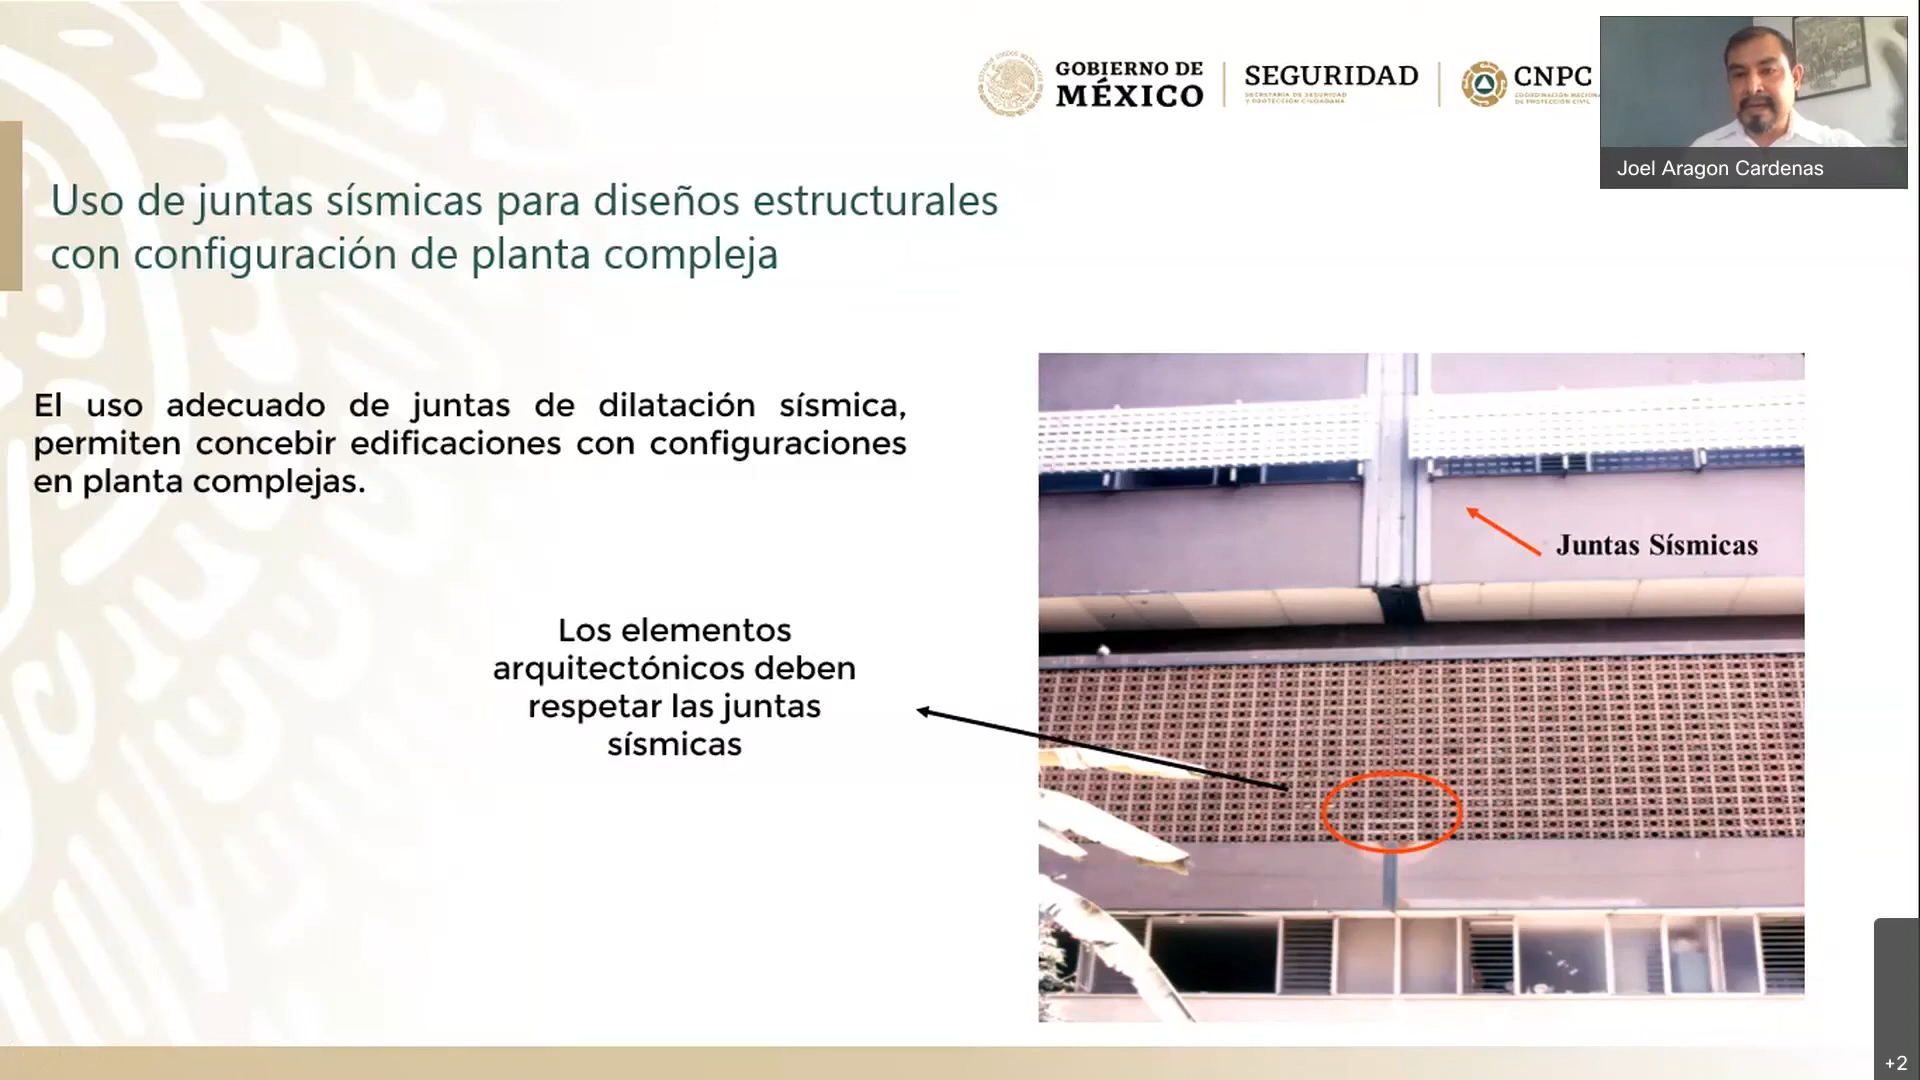 GOBIERNO DE
MÉXICO
SEGURIDAD
SECRETARÍA DE SEGURIDAD
Y PROTECCIÓN CIUDADANA
CNPC
COORDINACIÓN
DE PROTECCIÓN CIVIL
Joel Aragon Cardenas
Uso de juntas sísmicas para diseños estructurales
con configuración de planta compleja
El uso adecuado de juntas de dilatación sísmica,
permiten concebir edificaciones con configuraciones
en planta complejas.
Juntas Sísmicas
Los elementos
arquitectónicos deben
respetar las juntas
sísmicas
+2